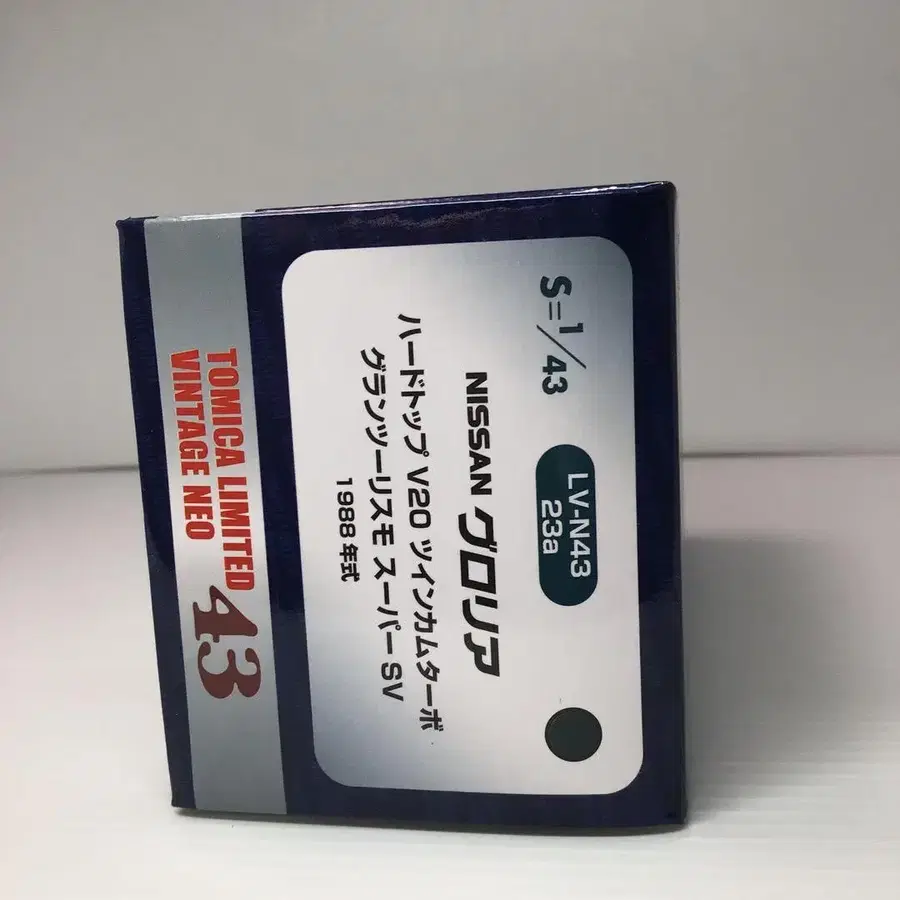 S=1/43
LV-N43
23a
NISSAN グロリア
ハードトップ V20 ツインカムターボ
グランツーリスモ スーパーSV
1988 年式
TOMICA LIMITED
VINTAGE NEO
43